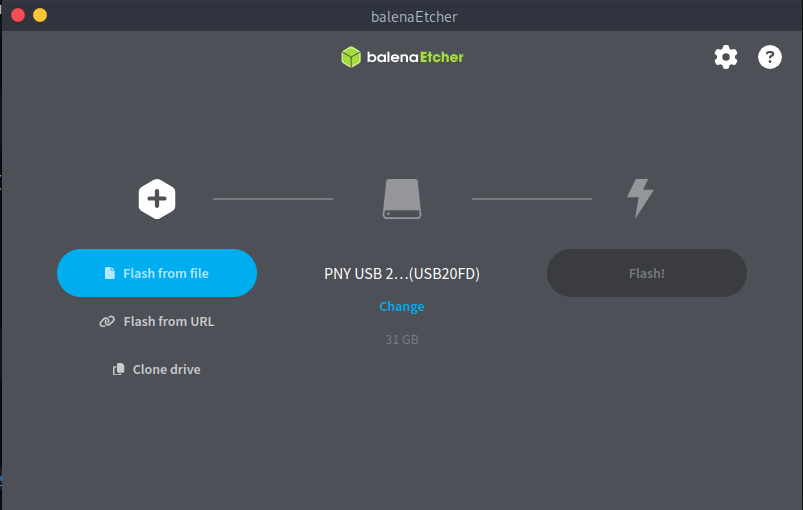 balenaEtcher
balenaEtcher
Flash from file
Flash from URL
Clone drive
PNY USB 2...(USB20FD)
Change
31 GB
Flash!